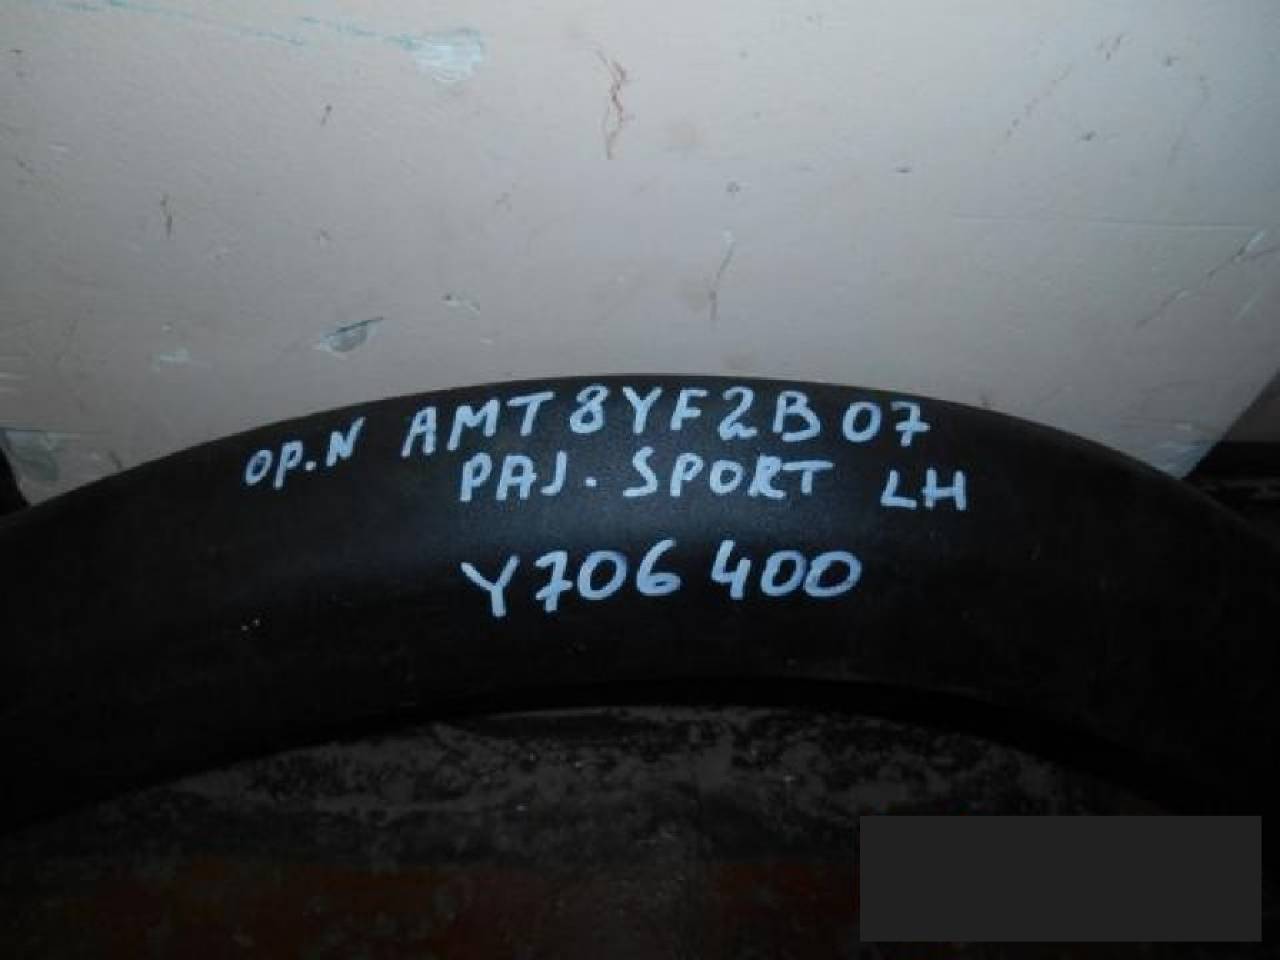 OP.N AMT8YF2B07
PAJ. SPORT LH
Y706400